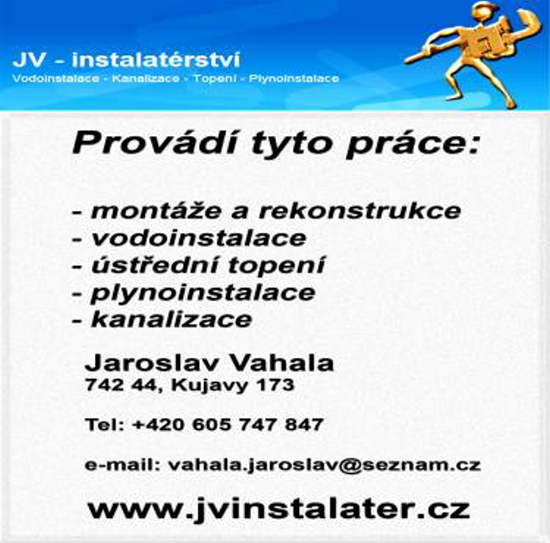 JV - instalatérství
Vodoinstalace - Kanalizace - Topení - Plynoinstalace
Provádí tyto práce:
- montáže a rekonstrukce
- vodoinstalace
- ústřední topení
- plynoinstalace
- kanalizace
Jaroslav Vahala
742 44, Kujavy 173
Tel: +420 605 747 847
e-mail: vahala.jaroslav@seznam.cz
www.jvinstalater.cz